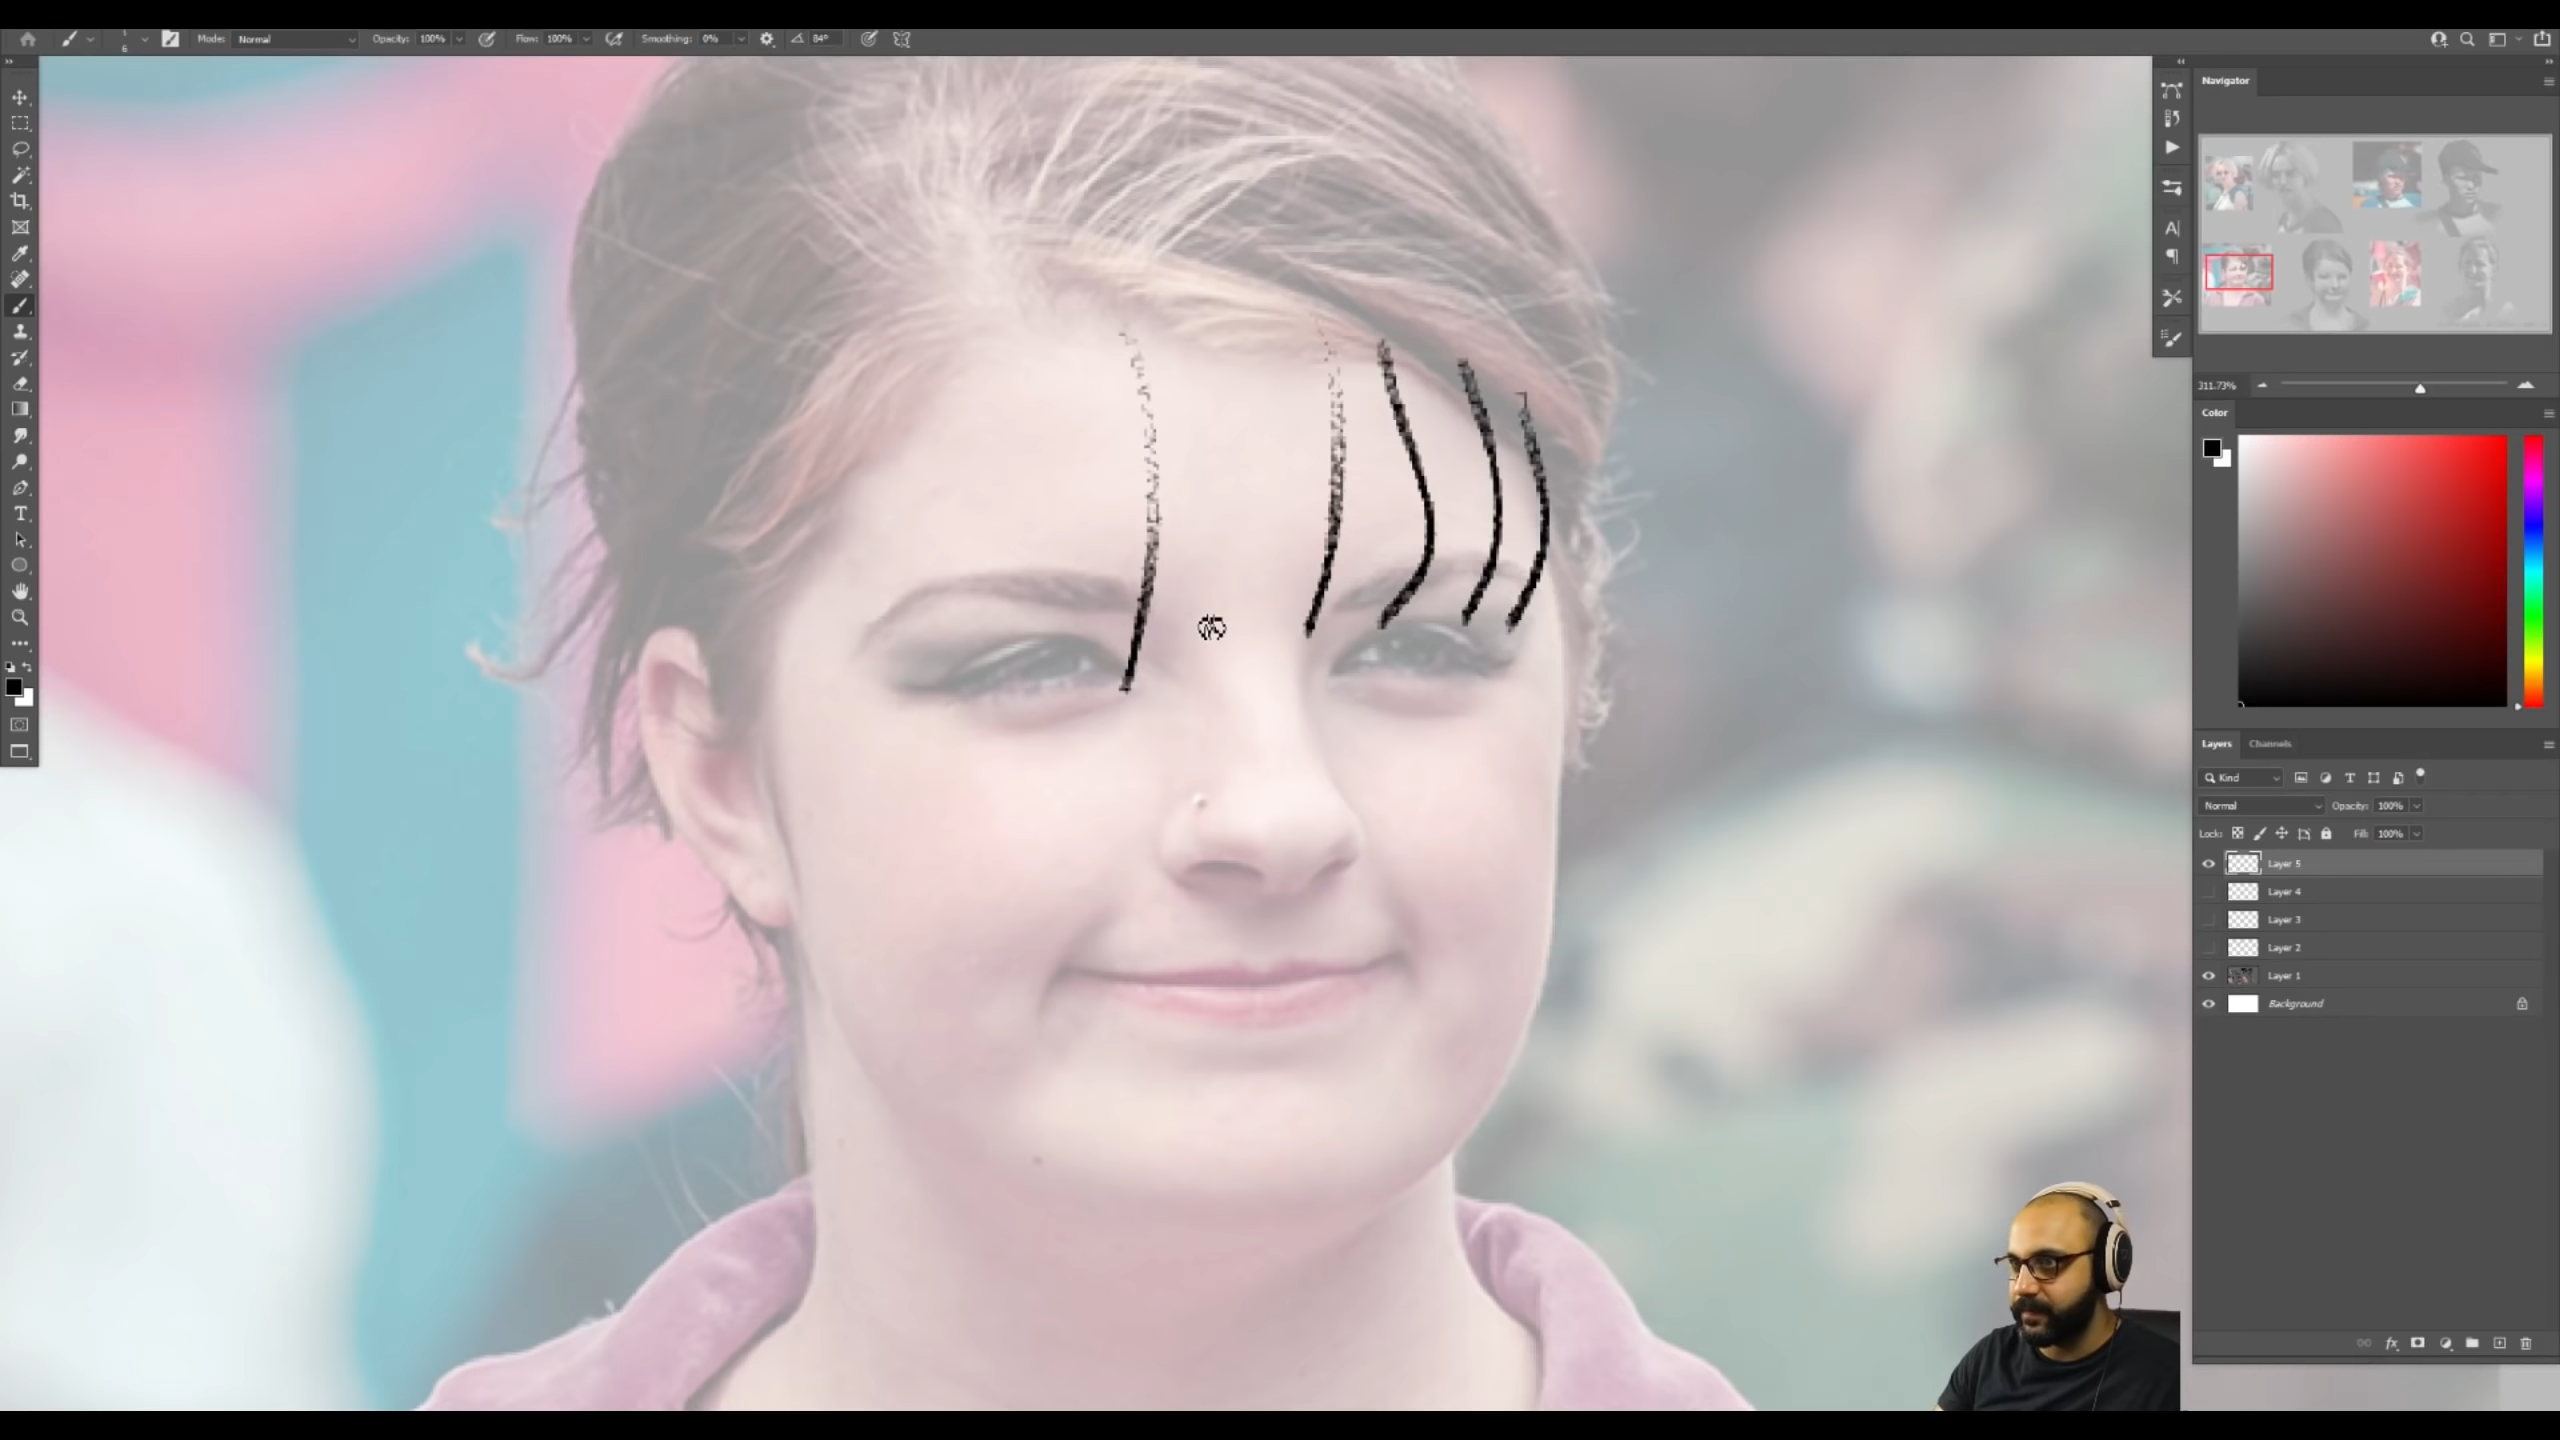 6 Mode: Normal Opacity: 100% Flow: 100% Smoothing: 0% 84°
Navigator
311.73%
Color
Layers Channels
Kind
Normal Opacity: 100%
Lock: Fill: 100%
Layer 5
Layer 4
Layer 3
Layer 2
Layer 1
Background